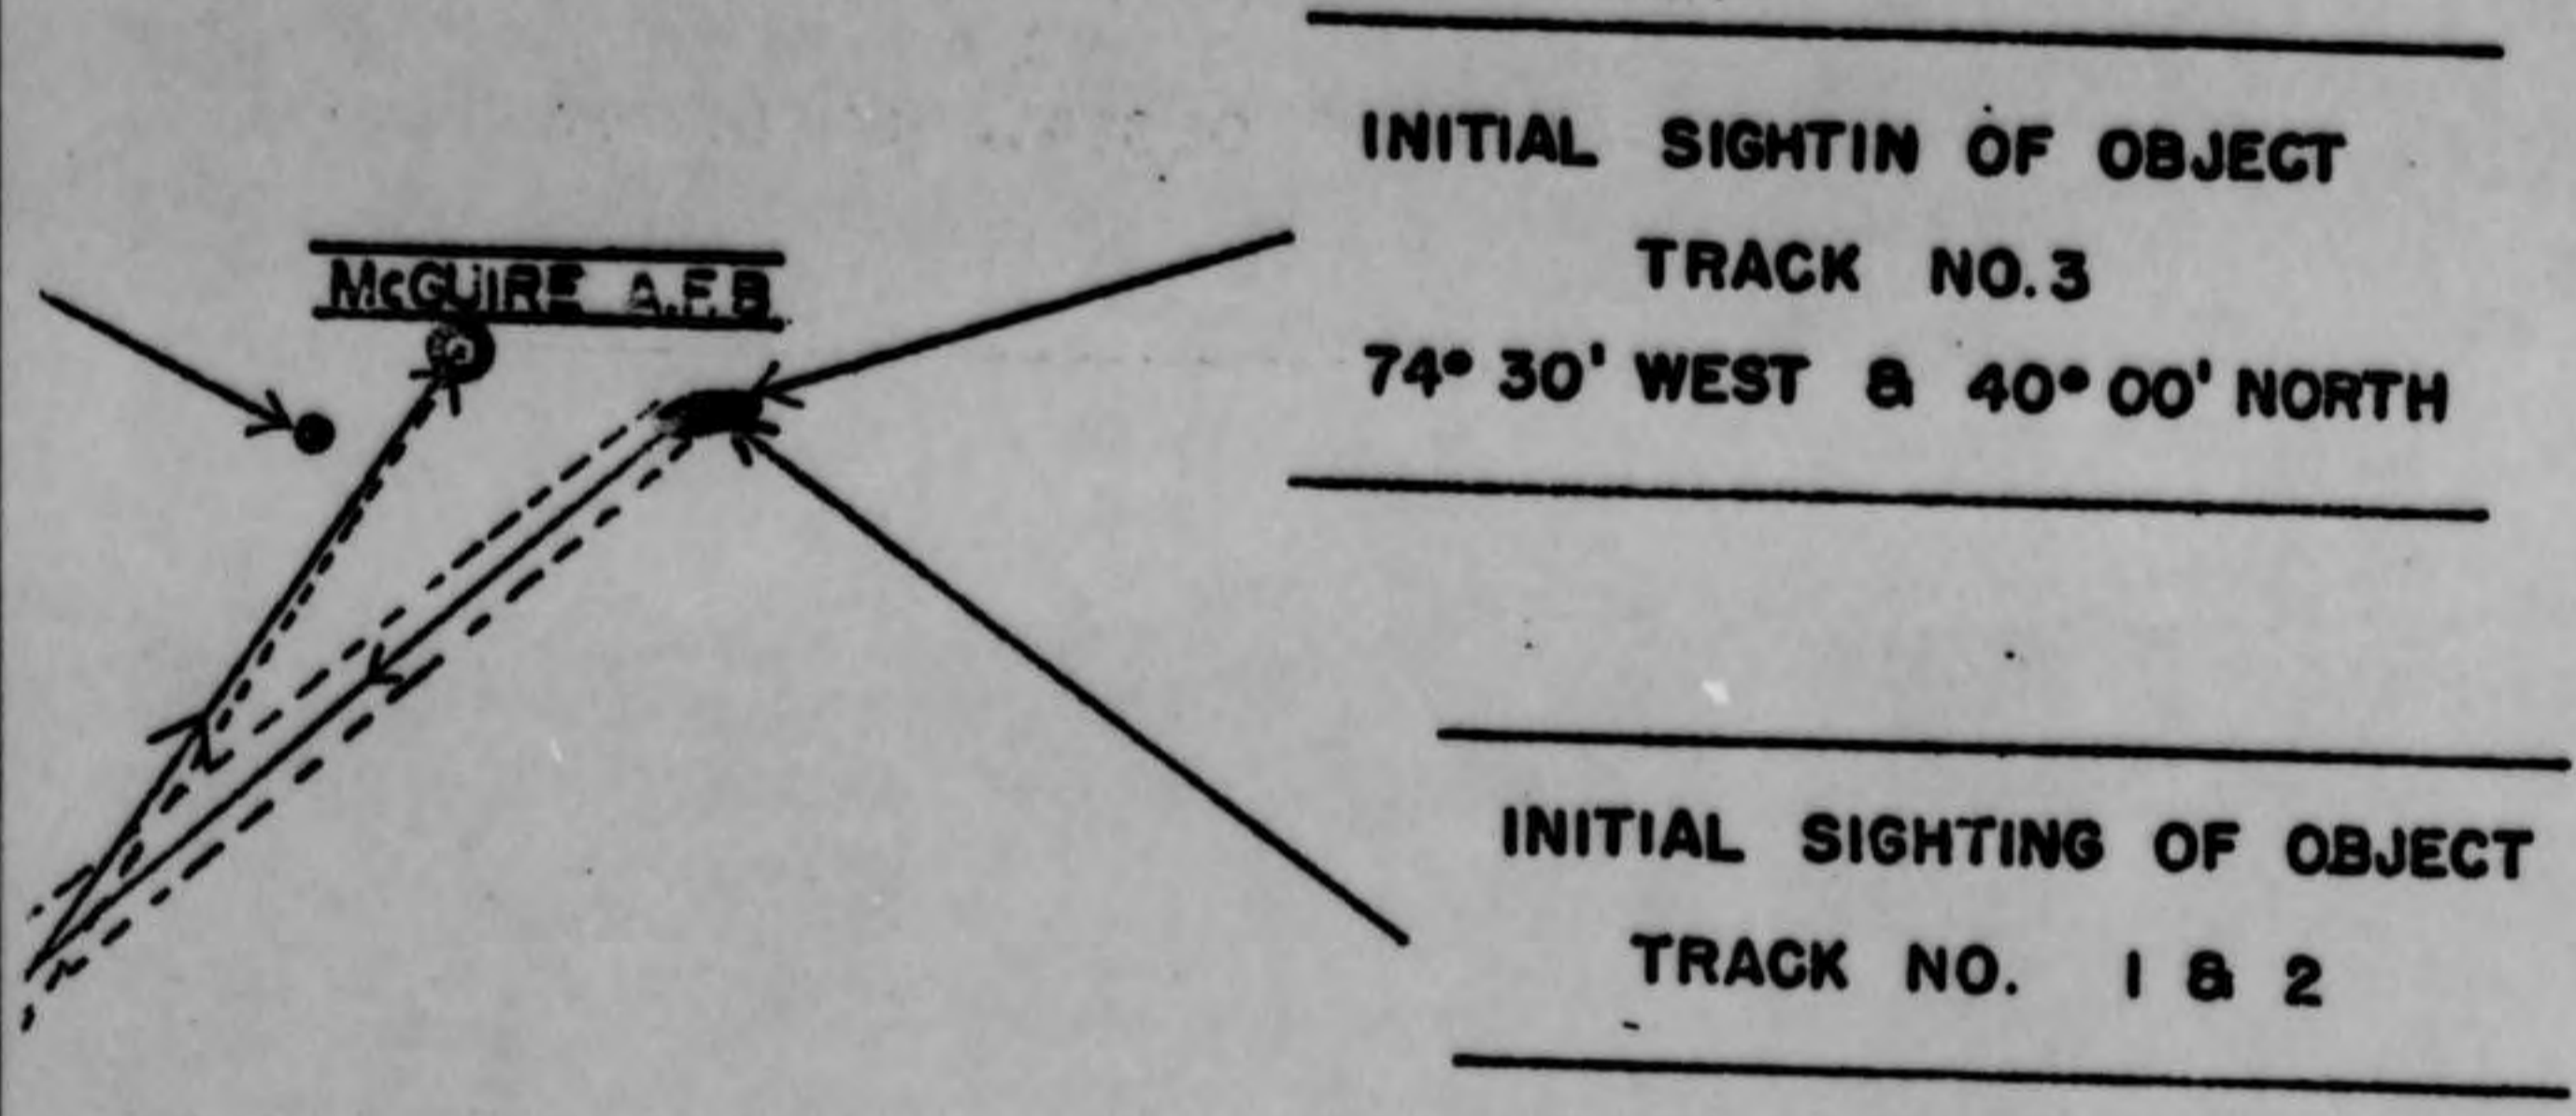 INITIAL SIGHTIN OF OBJECT
TRACK NO. 3
74° 30' WEST & 40° 00' NORTH
McGUIRE A.F.B.
INITIAL SIGHTING OF OBJECT
TRACK NO. 1 & 2